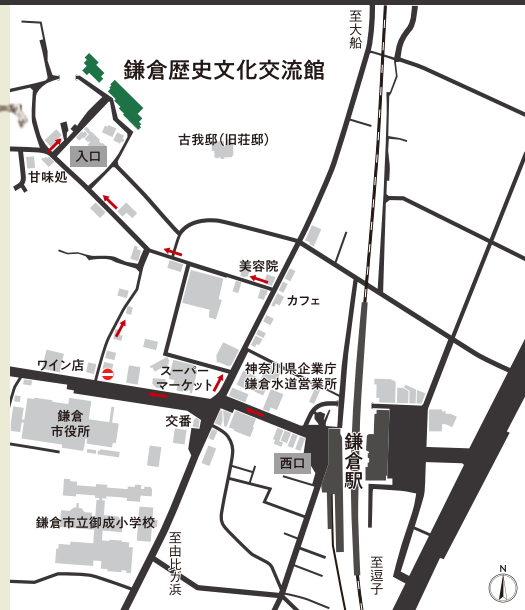 至大船
鎌倉歴史文化交流館
古我邸（旧荘邸）
入口
甘味処
美容院
カフェ
ワイン店
スーパー
マーケット
神奈川県企業庁
鎌倉水道営業所
鎌倉
市役所
交番
西口
鎌倉駅
鎌倉市立御成小学校
至由比ガ浜
至逗子
N